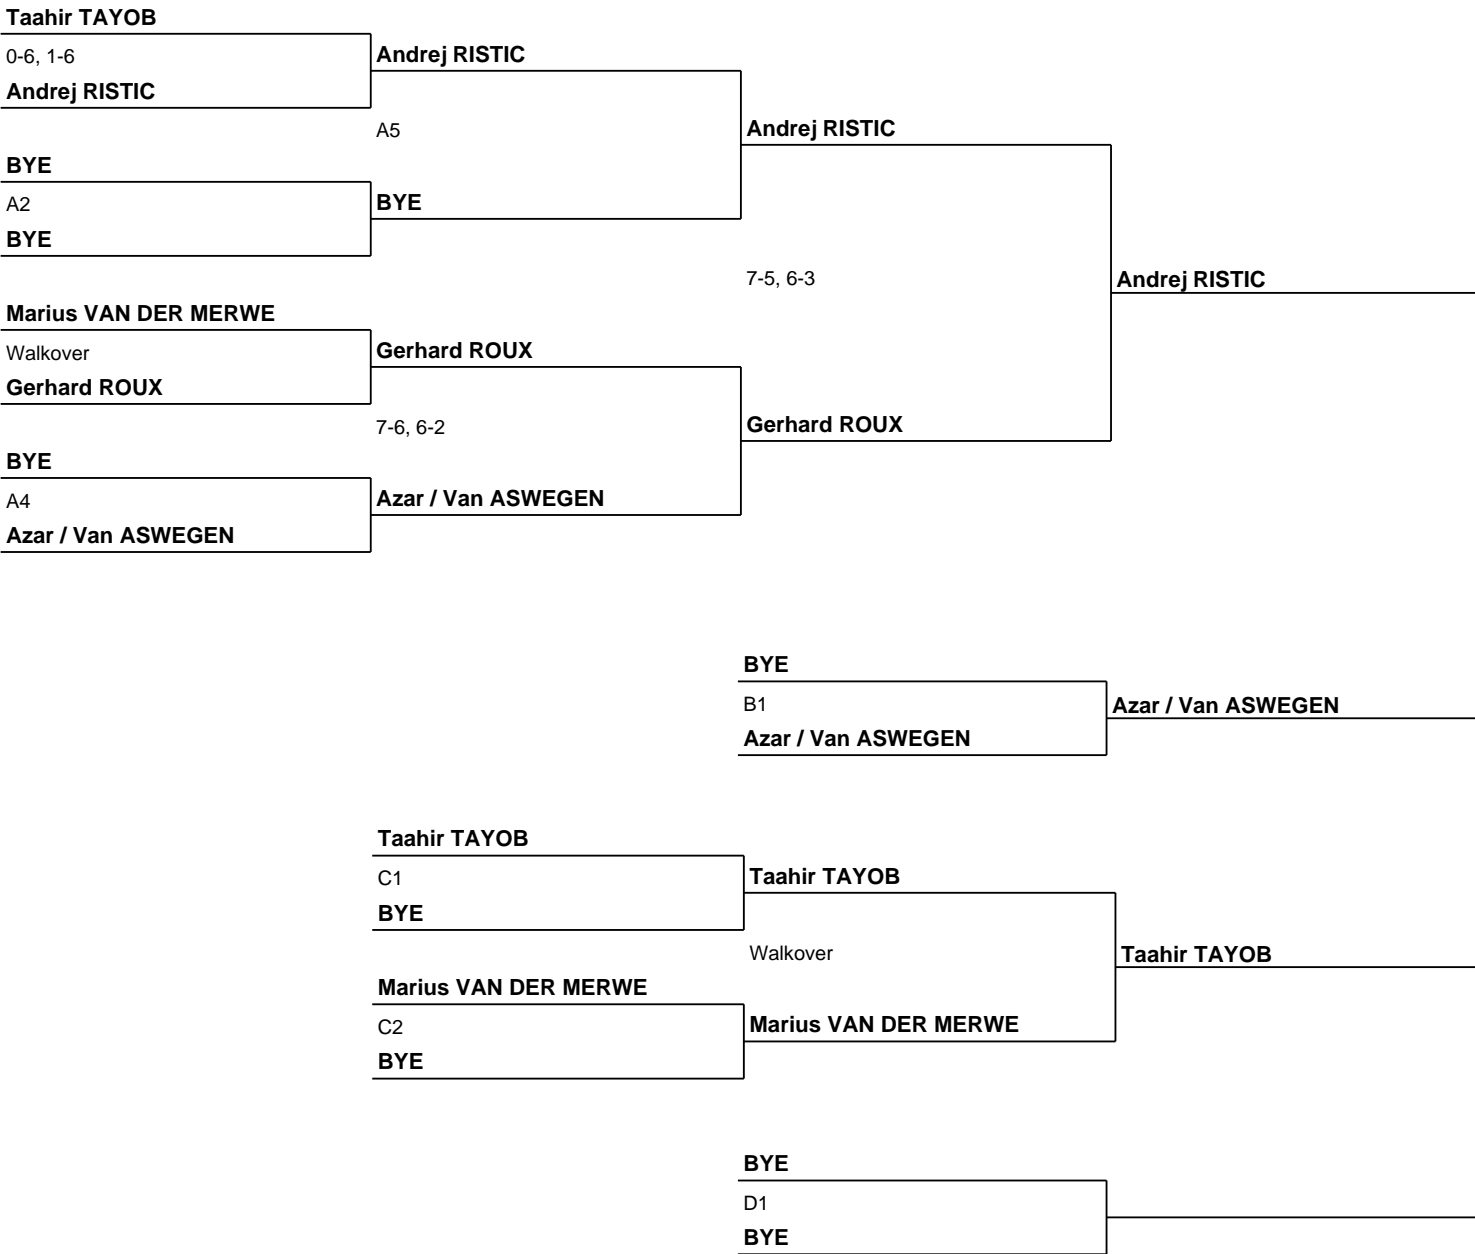 Taahir TAYOB
0-6, 1-6
Andrej RISTIC
Andrej RISTIC
A5
Andrej RISTIC
BYE
A2
BYE
BYE
7-5, 6-3
Andrej RISTIC
Marius VAN DER MERWE
Walkover
Gerhard ROUX
Gerhard ROUX
7-6, 6-2
Gerhard ROUX
BYE
A4
Azar / Van ASWEGEN
Azar / Van ASWEGEN
BYE
B1
Azar / Van ASWEGEN
Azar / Van ASWEGEN
Taahir TAYOB
C1
BYE
Taahir TAYOB
Walkover
Taahir TAYOB
Marius VAN DER MERWE
C2
BYE
Marius VAN DER MERWE
BYE
D1
BYE